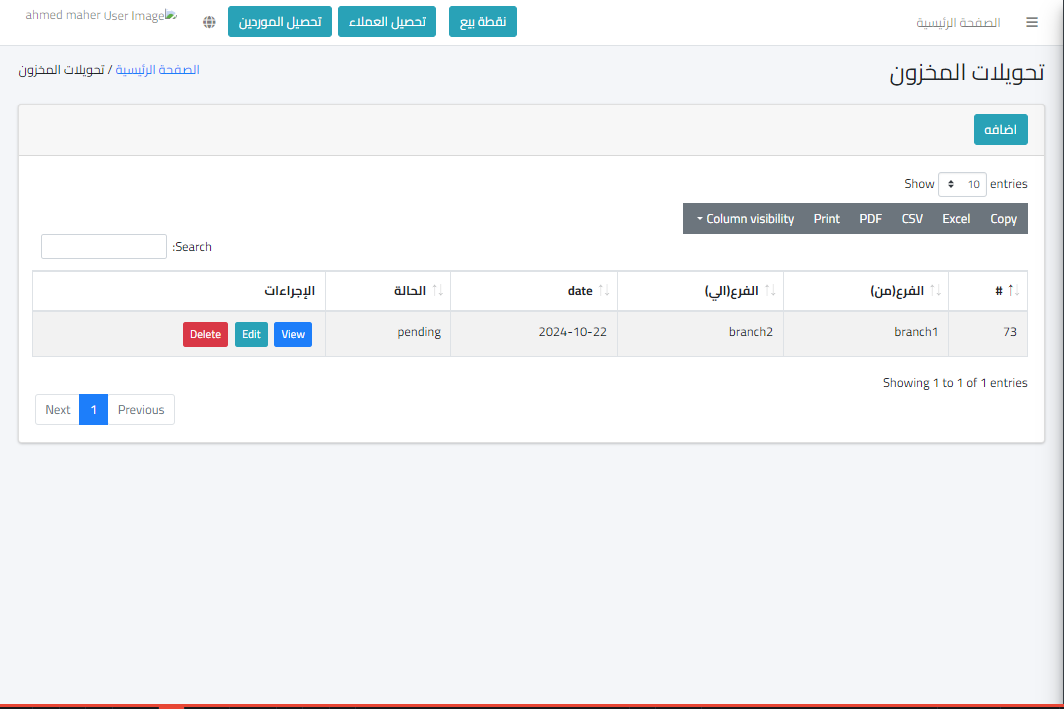 الصفحة الرئيسية نقطة بيع تحصيل العملاء تحصيل الموردين ahmed maher User Image
تحويلات المخزون
الصفحة الرئيسية / تحويلات المخزون
اضافه
Show 10 entries
Copy Excel CSV PDF Print Column visibility
Search:
# الفرع(من) الفرع(الي) date الحالة الإجراءات
73 branch1 branch2 2024-10-22 pending View Edit Delete
Showing 1 to 1 of 1 entries
Previous 1 Next